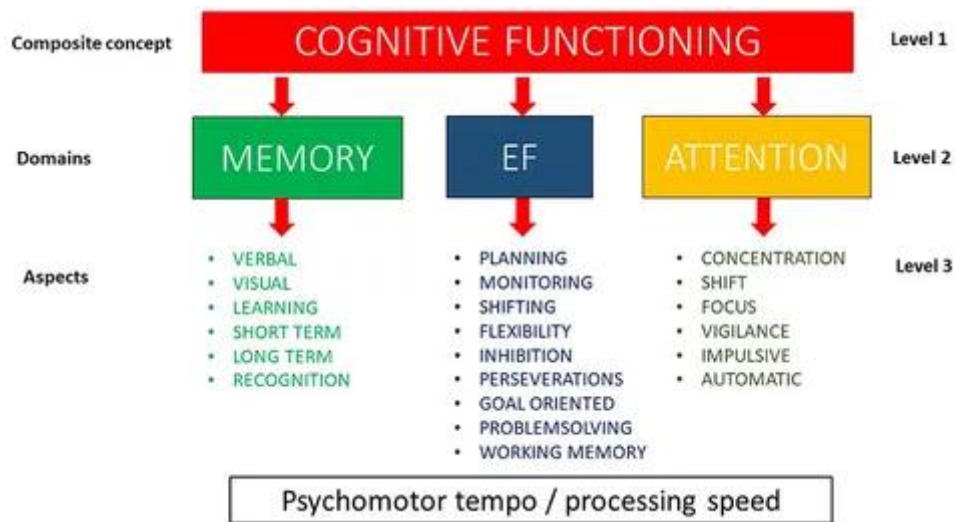 Composite concept
COGNITIVE FUNCTIONING
Level 1
Domains
MEMORY
EF
ATTENTION
Level 2
Aspects
• VERBAL
• VISUAL
• LEARNING
• SHORT TERM
• LONG TERM
• RECOGNITION
• PLANNING
• MONITORING
• SHIFTING
• FLEXIBILITY
• INHIBITION
• PERSEVERATIONS
• GOAL ORIENTED
• PROBLEMSOLVING
• WORKING MEMORY
• CONCENTRATION
• SHIFT
• FOCUS
• VIGILANCE
• IMPULSIVE
• AUTOMATIC
Level 3
Psychomotor tempo / processing speed